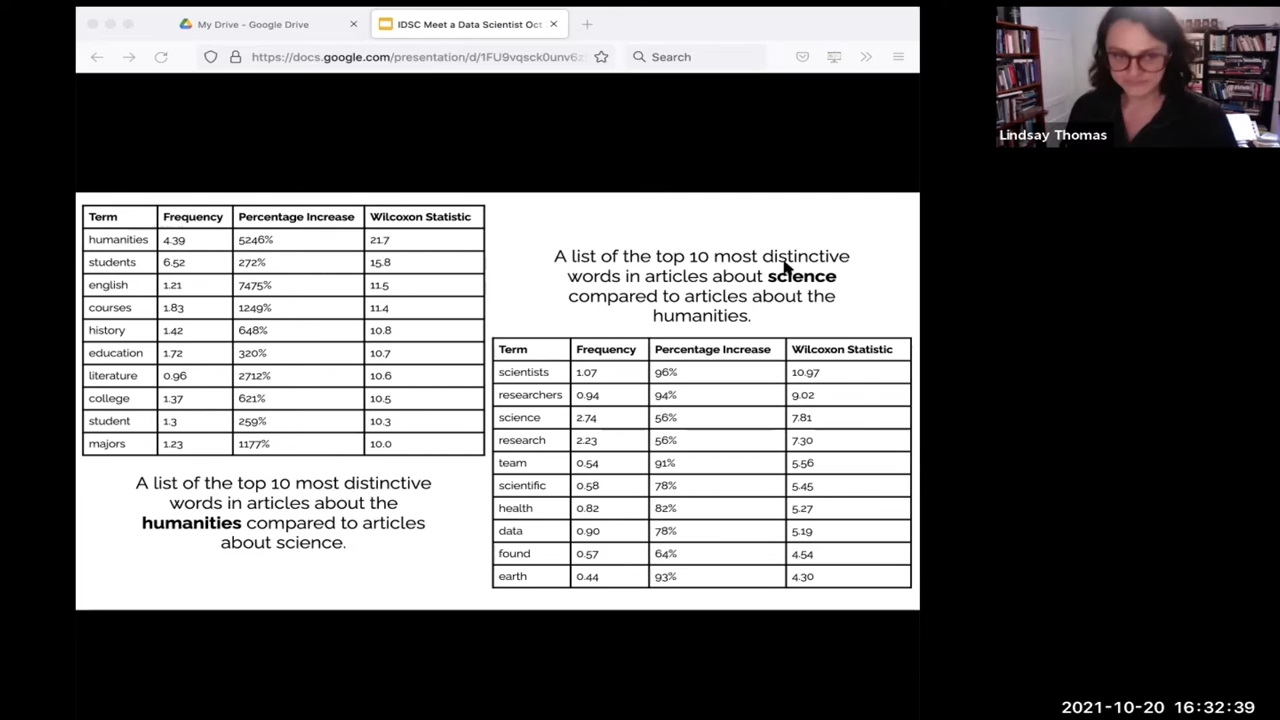 My Drive - Google Drive
IDSC Meet a Data Scientist Oct
https://docs.google.com/presentation/d/1FU9vqsek0unv6z
Search
Lindsay Thomas
Term Frequency Percentage Increase Wilcoxon Statistic
humanities 4.39 5246% 21.7
students 6.52 272% 15.8
english 1.21 7475% 11.5
courses 1.83 1249% 11.4
history 1.42 648% 10.8
education 1.72 320% 10.7
literature 0.96 2712% 10.6
college 1.37 621% 10.5
student 1.3 259% 10.3
majors 1.23 1177% 10.0
A list of the top 10 most distinctive
words in articles about the
humanities compared to articles
about science.
A list of the top 10 most distinctive
words in articles about science
compared to articles about the
humanities.
Term Frequency Percentage Increase Wilcoxon Statistic
scientists 1.07 96% 10.97
researchers 0.94 94% 9.02
science 2.74 56% 7.81
research 2.23 56% 7.30
team 0.54 91% 5.56
scientific 0.58 78% 5.45
health 0.82 82% 5.27
data 0.90 78% 5.19
found 0.57 64% 4.54
earth 0.44 93% 4.30
2021-10-20 16:32:39